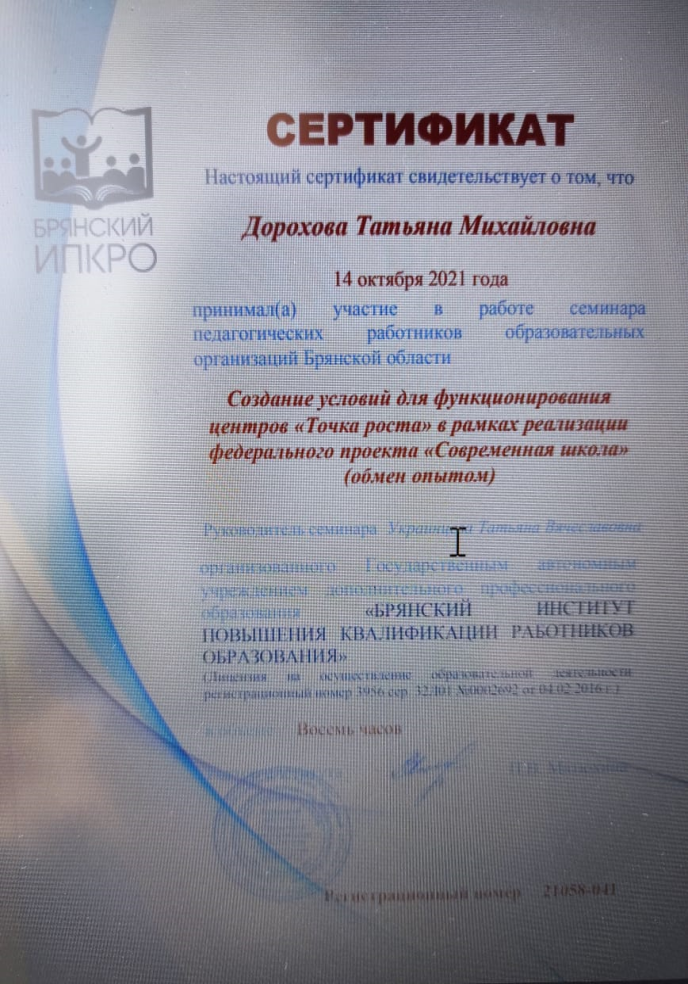 БРЯНСКИЙ
ИПКРО
СЕРТИФИКАТ
Настоящий сертификат свидетельствует о том, что
Дорохова Татьяна Михайловна
14 октября 2021 года
принимал(а) участие в работе семинара
педагогических работников образовательных
организаций Брянской области
Создание условий для функционирования
центров «Точка роста» в рамках реализации
федерального проекта «Современная школа»
(обмен опытом)
Руководитель семинара Татьяна Вячеславовна
организованного Государственным автономным
учреждением дополнительного профессионального
образования «БРЯНСКИЙ ИНСТИТУТ
ПОВЫШЕНИЯ КВАЛИФИКАЦИИ РАБОТНИКОВ
ОБРАЗОВАНИЯ»
(Лицензия на осуществление образовательной деятельности
регистрационный номер 3956 сер. 32Л01 №0002692 от 04.02.2016 г.)
в объеме Восемь часов
Регистрационный номер 21058-041